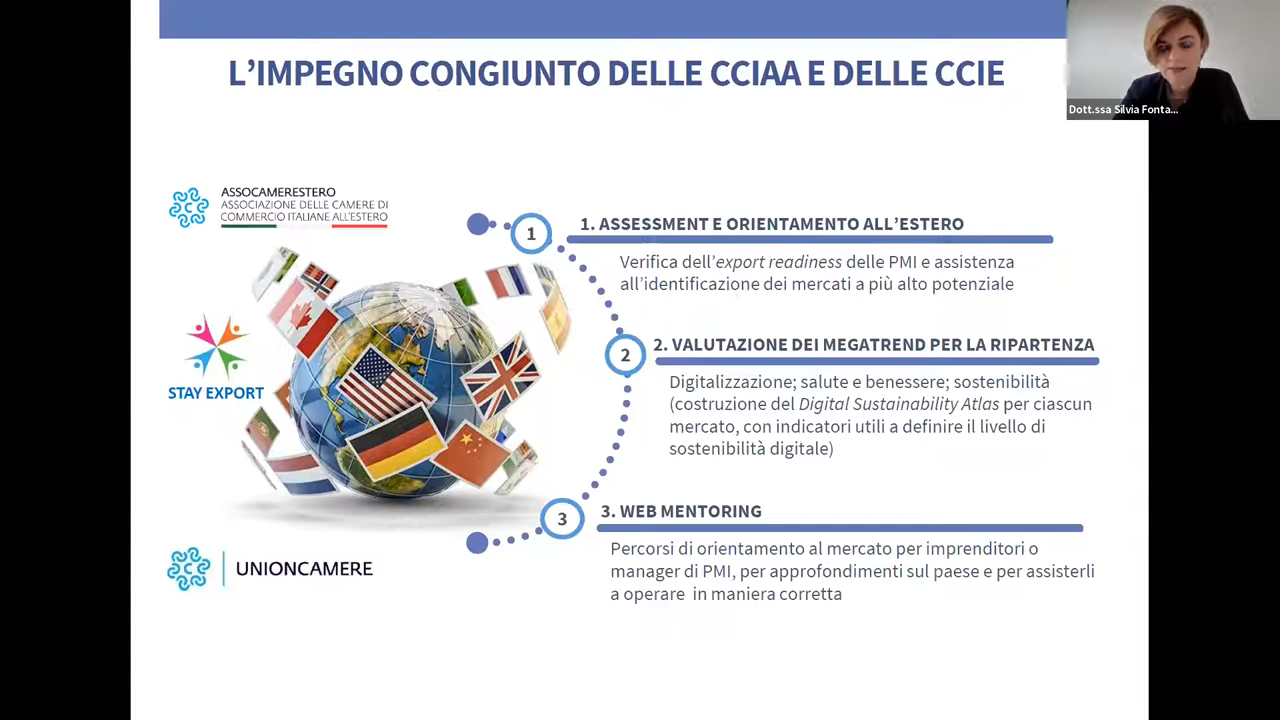 L'IMPEGNO CONGIUNTO DELLE CCIAA E DELLE CCIE
Dott.ssa Silvia Fonta...
ASSOCAMERESTERO
ASSOCIAZIONE DELLE CAMERE DI
COMMERCIO ITALIANE ALL'ESTERO
STAY EXPORT
UNIONCAMERE
1
1. ASSESSMENT E ORIENTAMENTO ALL'ESTERO
Verifica dell'export readiness delle PMI e assistenza
all'identificazione dei mercati a più alto potenziale
2
2. VALUTAZIONE DEI MEGATREND PER LA RIPARTENZA
Digitalizzazione; salute e benessere; sostenibilità
(costruzione del Digital Sustainability Atlas per ciascun
mercato, con indicatori utili a definire il livello di
sostenibilità digitale)
3
3. WEB MENTORING
Percorsi di orientamento al mercato per imprenditori o
manager di PMI, per approfondimenti sul paese e per assisterli
a operare in maniera corretta